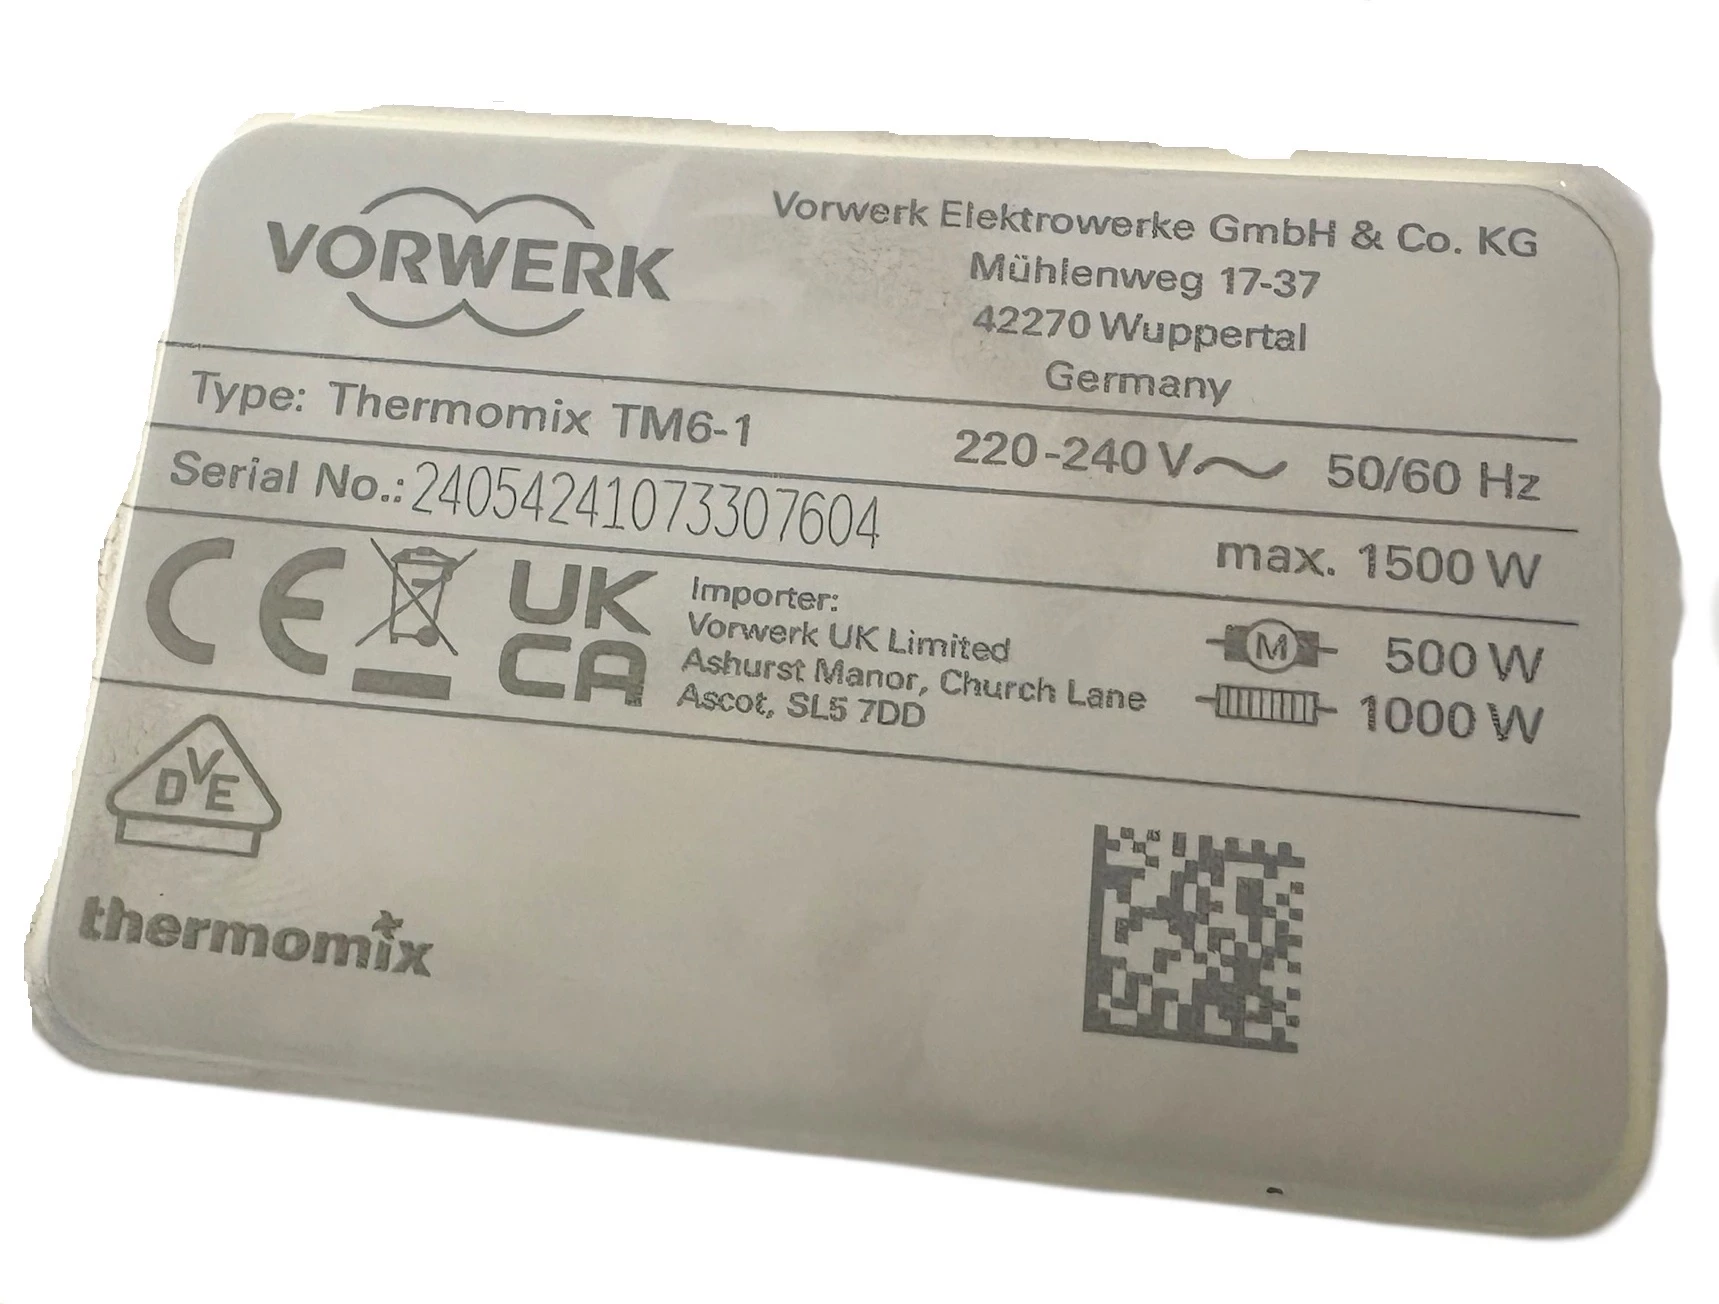 VORWERK
Vorwerk Elektrowerke GmbH & Co. KG
Mühlenweg 17-37
42270 Wuppertal
Germany
Type: Thermomix TM6-1
220-240 V~ 50/60 Hz
Serial No.: 24054241073307604
max. 1500 W
CE
UK
CA
Importer:
Vorwerk UK Limited
Ashurst Manor, Church Lane
Ascot, SL5 7DD
M 500 W
1000 W
DVE
thermomix